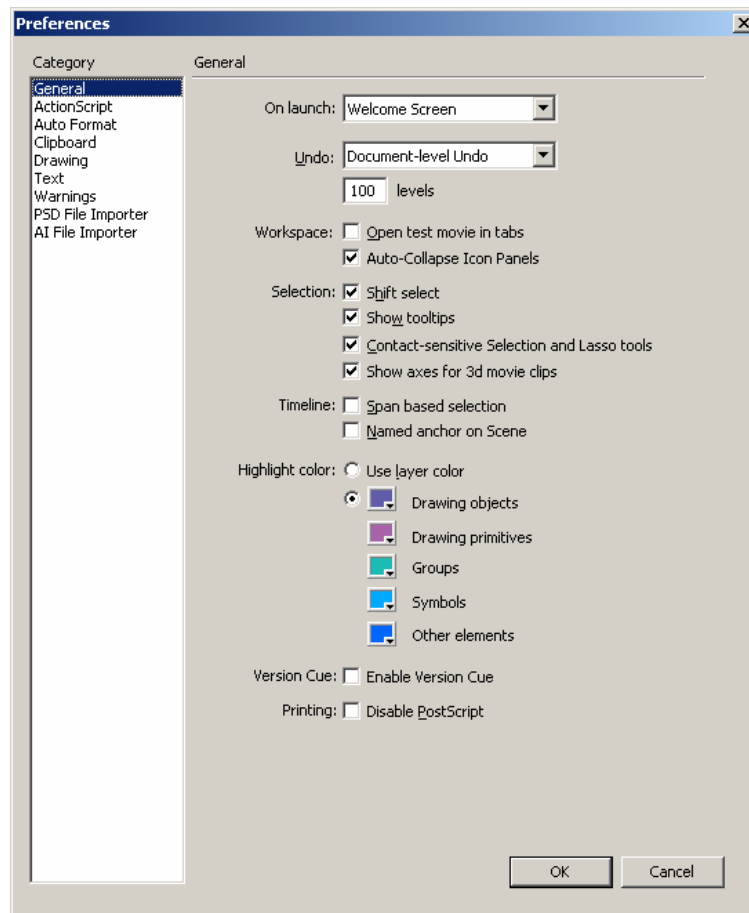 Preferences
Category
General
ActionScript
Auto Format
Clipboard
Drawing
Text
Warnings
PSD File Importer
AI File Importer
General
On launch: Welcome Screen
Undo: Document-level Undo
100 levels
Workspace: Open test movie in tabs
Auto-Collapse Icon Panels
Selection: Shift select
Show tooltips
Contact-sensitive Selection and Lasso tools
Show axes for 3d movie clips
Timeline: Span based selection
Named anchor on Scene
Highlight color: Use layer color
Drawing objects
Drawing primitives
Groups
Symbols
Other elements
Version Cue: Enable Version Cue
Printing: Disable PostScript
OK Cancel